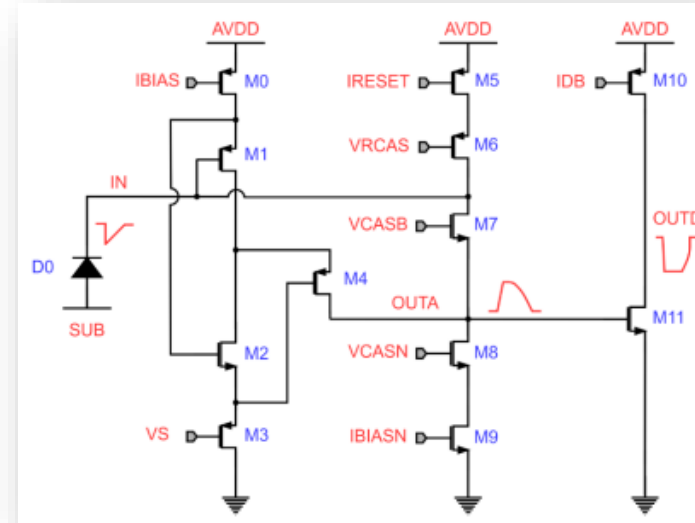 AVDD AVDD AVDD
IBIAS M0 IRESET M5 IDB M10
M1 VRCAS M6
IN
VCASB M7
D0 M4 OUTA
SUB
M2 VCASN M8 M11
VS M3 IBIASN M9